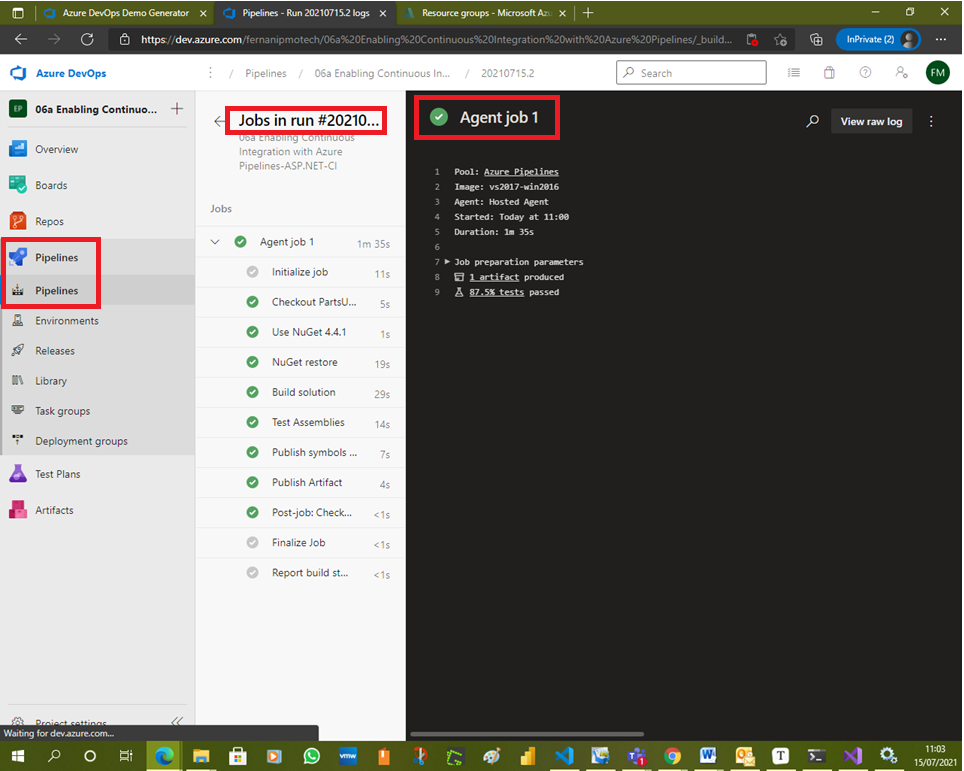 Azure DevOps Demo Generator
Pipelines - Run 20210715.2 logs
Resource groups - Microsoft Azu
https://dev.azure.com/fernanipmotech/06a%20Enabling%20Continuous%20Integration%20with%20Azure%20Pipelines/_build...
InPrivate (2)
Azure DevOps
/ Pipelines / 06a Enabling Continuous In... / 20210715.2
Search
FM
EP
06a Enabling Continuo...
Overview
Boards
Repos
Pipelines
Pipelines
Environments
Releases
Library
Task groups
Deployment groups
Test Plans
Artifacts
Project settings
Jobs in run #20210...
06a Enabling Continuous
Integration with Azure
Pipelines-ASP.NET-CI
Jobs
Agent job 1 1m 35s
Initialize job 11s
Checkout PartsU... 5s
Use NuGet 4.4.1 1s
NuGet restore 19s
Build solution 29s
Test Assemblies 14s
Publish symbols ... 7s
Publish Artifact 4s
Post-job: Check... <1s
Finalize Job <1s
Report build st... <1s
Agent job 1
View raw log
1 Pool: Azure Pipelines
2 Image: vs2017-win2016
3 Agent: Hosted Agent
4 Started: Today at 11:00
5 Duration: 1m 35s
6
7 Job preparation parameters
8 1 artifact produced
9 87.5% tests passed
Waiting for dev.azure.com...
vmw
11:03
15/07/2021